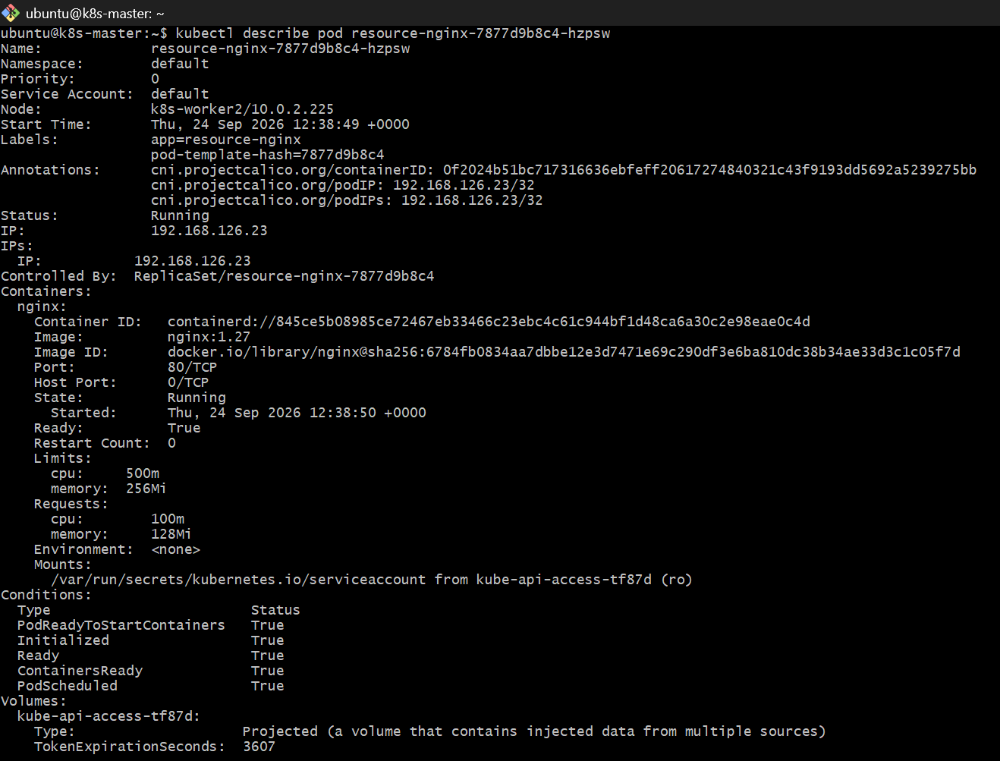 ubuntu@k8s-master: ~
ubuntu@k8s-master:~$ kubectl describe pod resource-nginx-7877d9b8c4-hzpsw
Name:             resource-nginx-7877d9b8c4-hzpsw
Namespace:        default
Priority:         0
Service Account:  default
Node:             k8s-worker2/10.0.2.225
Start Time:       Thu, 24 Sep 2026 12:38:49 +0000
Labels:           app=resource-nginx
                  pod-template-hash=7877d9b8c4
Annotations:      cni.projectcalico.org/containerID: 0f2024b51bc717316636ebfeff20617274840321c43f9193dd5692a5239275bb
                  cni.projectcalico.org/podIP: 192.168.126.23/32
                  cni.projectcalico.org/podIPs: 192.168.126.23/32
Status:           Running
IP:               192.168.126.23
IPs:
  IP:           192.168.126.23
Controlled By:  ReplicaSet/resource-nginx-7877d9b8c4
Containers:
  nginx:
    Container ID:   containerd://845ce5b08985ce72467eb33466c23ebc4c61c944bf1d48ca6a30c2e98eae0c4d
    Image:          nginx:1.27
    Image ID:       docker.io/library/nginx@sha256:6784fb0834aa7dbbe12e3d7471e69c290df3e6ba810dc38b34ae33d3c1c05f7d
    Port:           80/TCP
    Host Port:      0/TCP
    State:          Running
      Started:      Thu, 24 Sep 2026 12:38:50 +0000
    Ready:          True
    Restart Count:  0
    Limits:
      cpu:     500m
      memory:  256Mi
    Requests:
      cpu:        100m
      memory:     128Mi
    Environment:  <none>
    Mounts:
      /var/run/secrets/kubernetes.io/serviceaccount from kube-api-access-tf87d (ro)
Conditions:
  Type                        Status
  PodReadyToStartContainers   True
  Initialized                 True
  Ready                       True
  ContainersReady             True
  PodScheduled                True
Volumes:
  kube-api-access-tf87d:
    Type:                    Projected (a volume that contains injected data from multiple sources)
    TokenExpirationSeconds:  3607